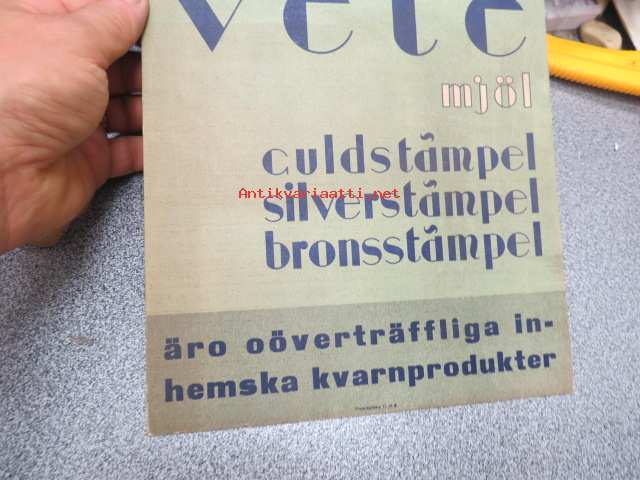 vete
mjöl
guldstämpel
Antikvariaatti.net
silverstämpel
bronsstämpel
äro oöverträffliga in-
hemska kvarnprodukter